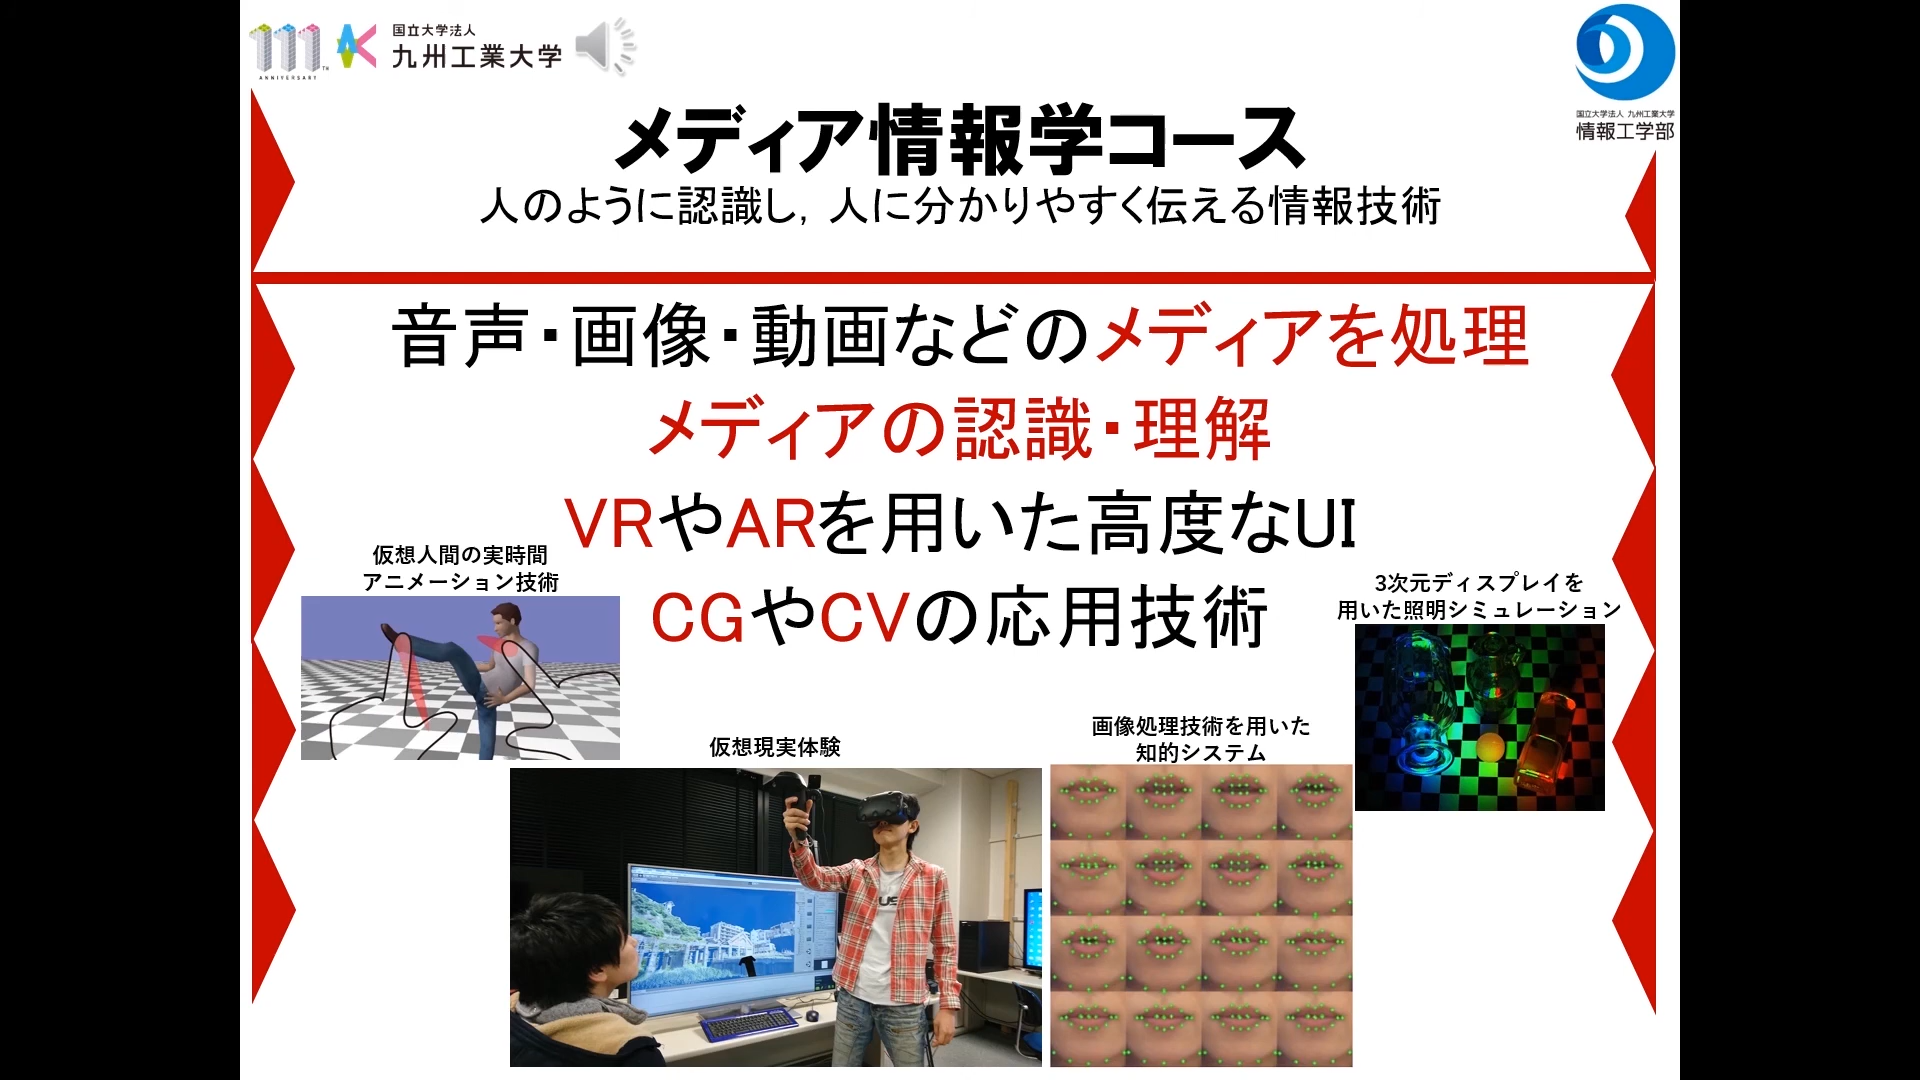 111
TH
ANNIVERSARY
国立大学法人
九州工業大学
国立大学法人 九州工業大学
情報工学部
メディア情報学コース
人のように認識し，人に分かりやすく伝える情報技術
音声・画像・動画などのメディアを処理
メディアの認識・理解
VRやARを用いた高度なUI
CGやCVの応用技術
仮想人間の実時間
アニメーション技術
3次元ディスプレイを
用いた照明シミュレーション
仮想現実体験
画像処理技術を用いた
知的システム